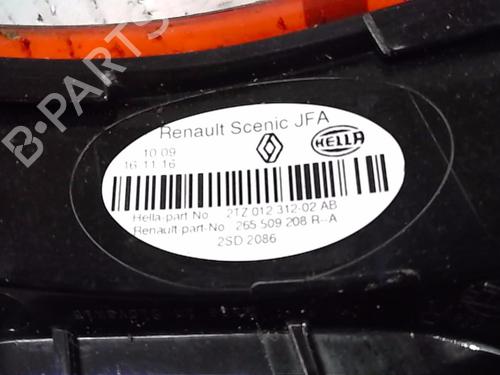 B-PARTS
Renault Scenic JFA
10 09
16.11.16
HELLA
Hella-part No 2TZ 012 312-02 AB
Renault part-No 265 509 208 R--A
2SD 2086